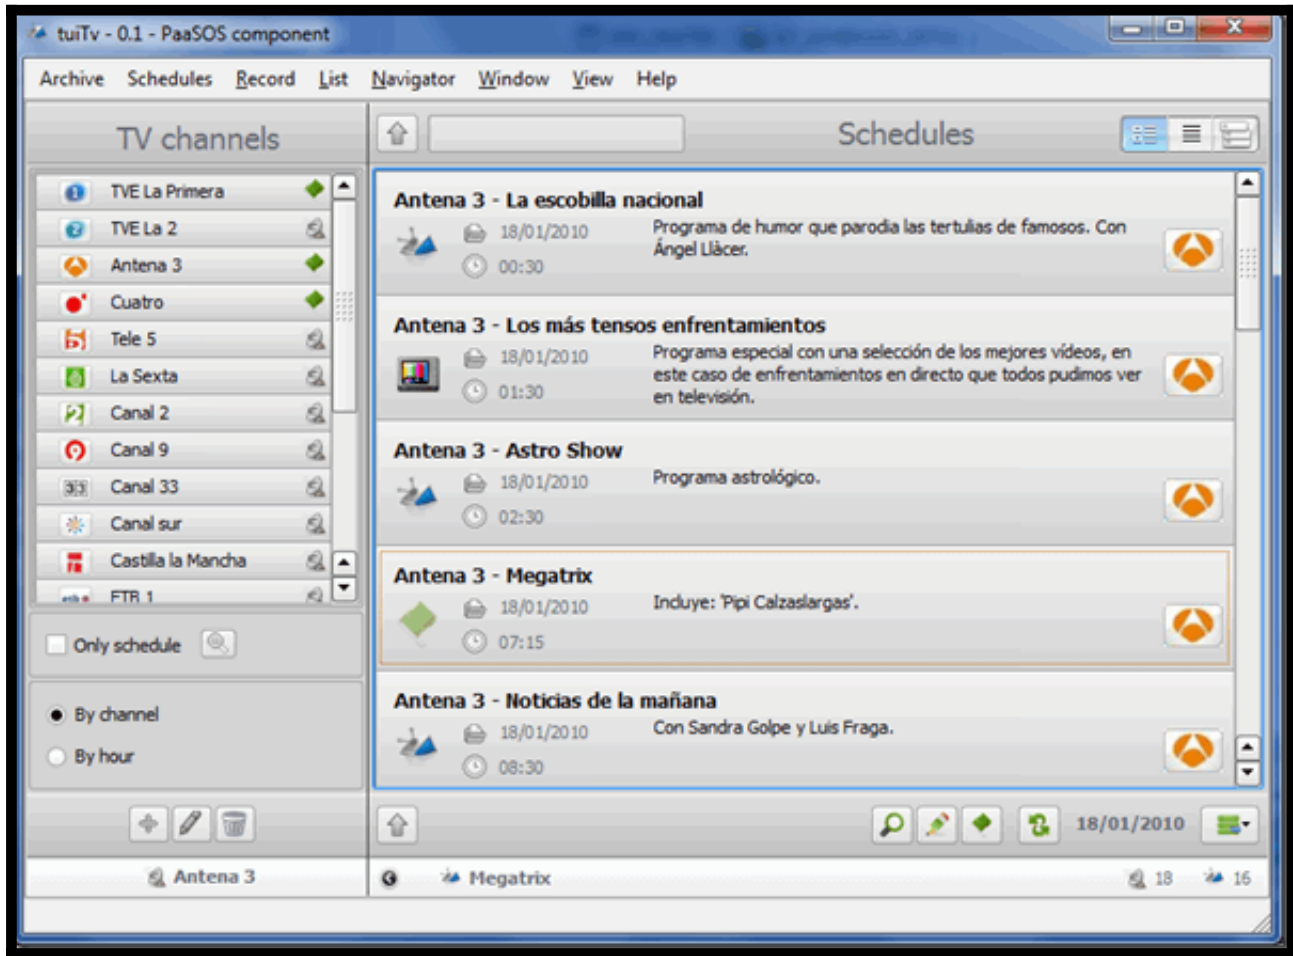 tuiTv - 0.1 - PaaSOS component
Archive Schedules Record List Navigator Window View Help
TV channels
Schedules
TVE La Primera
TVE La 2
Antena 3
Cuatro
Tele 5
La Sexta
Canal 2
Canal 9
Canal 33
Canal sur
Castilla la Mancha
ETB 1
Only schedule
By channel
By hour
Antena 3
Antena 3 - La escobilla nacional
18/01/2010
00:30
Programa de humor que parodia las tertulias de famosos. Con
Ángel Llàcer.
Antena 3 - Los más tensos enfrentamientos
18/01/2010
01:30
Programa especial con una selección de los mejores vídeos, en
este caso de enfrentamientos en directo que todos pudimos ver
en televisión.
Antena 3 - Astro Show
18/01/2010
02:30
Programa astrológico.
Antena 3 - Megatrix
18/01/2010
07:15
Incluye: 'Pipi Calzaslargas'.
Antena 3 - Noticias de la mañana
18/01/2010
08:30
Con Sandra Golpe y Luis Fraga.
18/01/2010
Megatrix
18 16